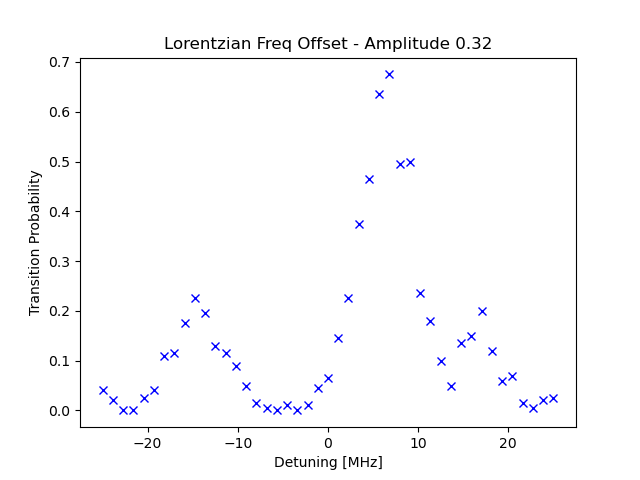 Lorentzian Freq Offset - Amplitude 0.32
0.7
0.6
0.5
0.4
0.3
0.2
0.1
0.0
Transition Probability
−20 −10 0 10 20
Detuning [MHz]